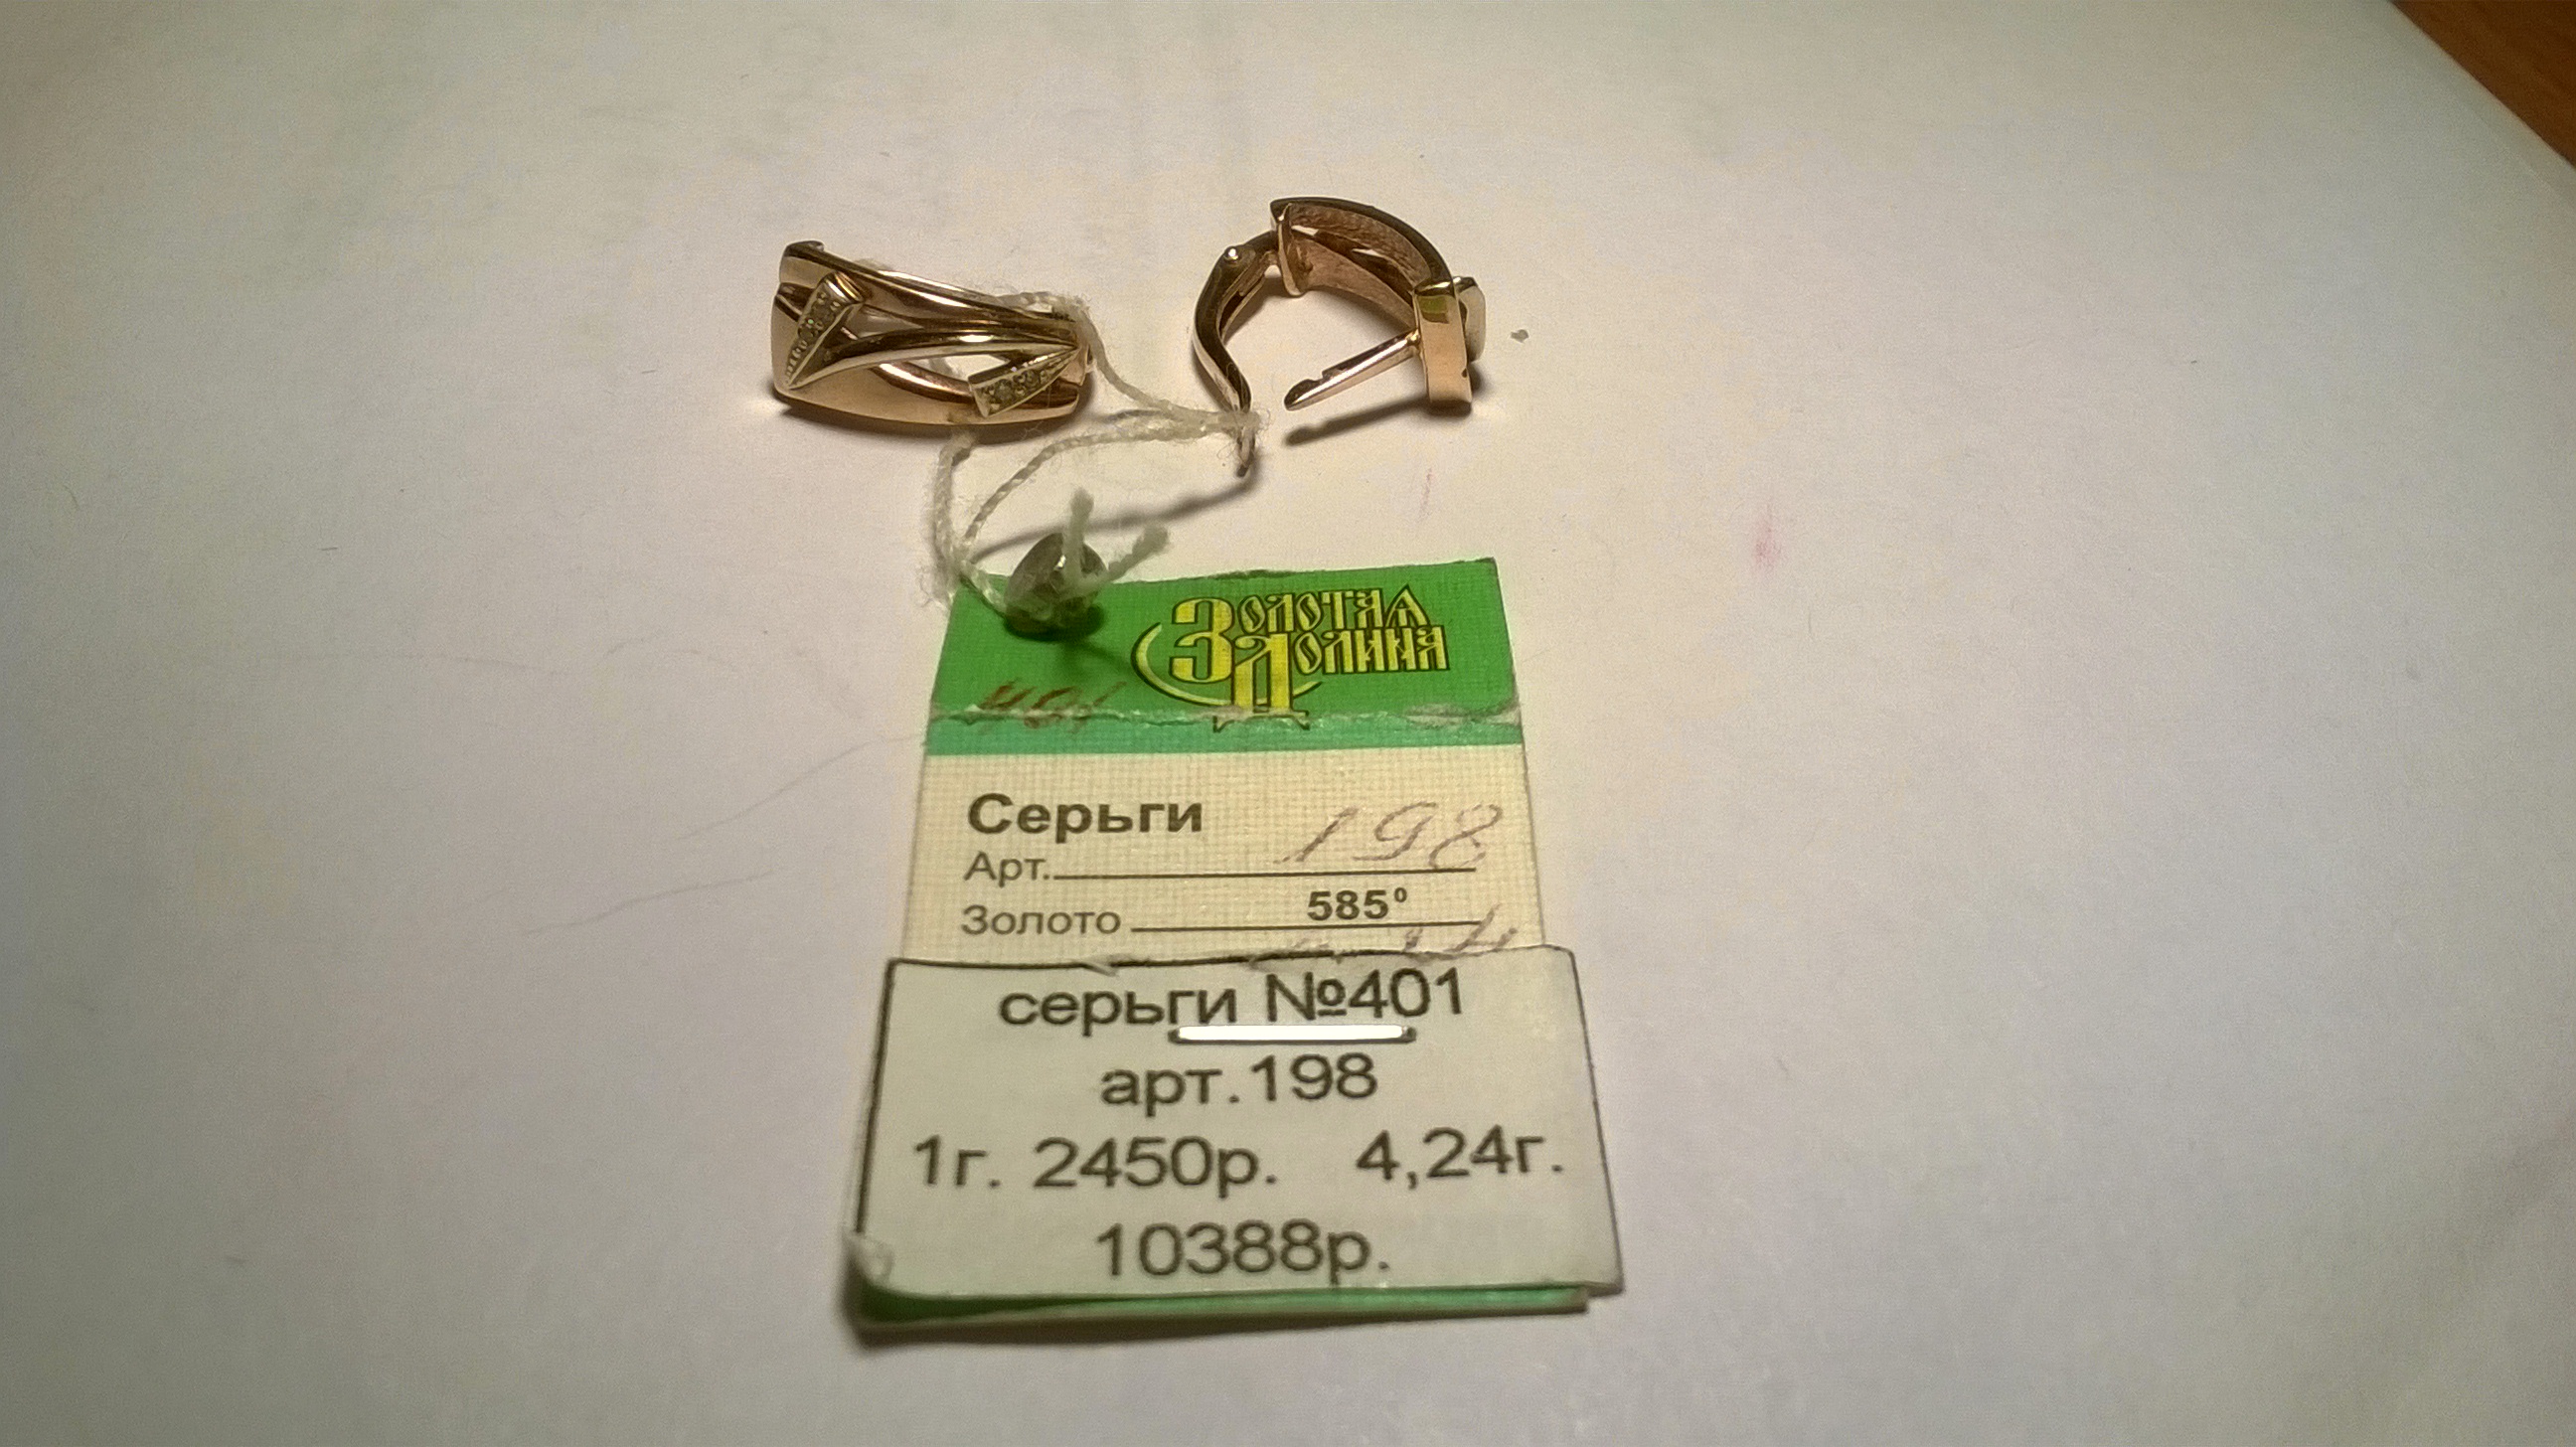 Золотая
Долина
401
Серьги
198
Арт.
585°
Золото
серьги №401
арт.198
1г. 2450р. 4,24г.
10388р.